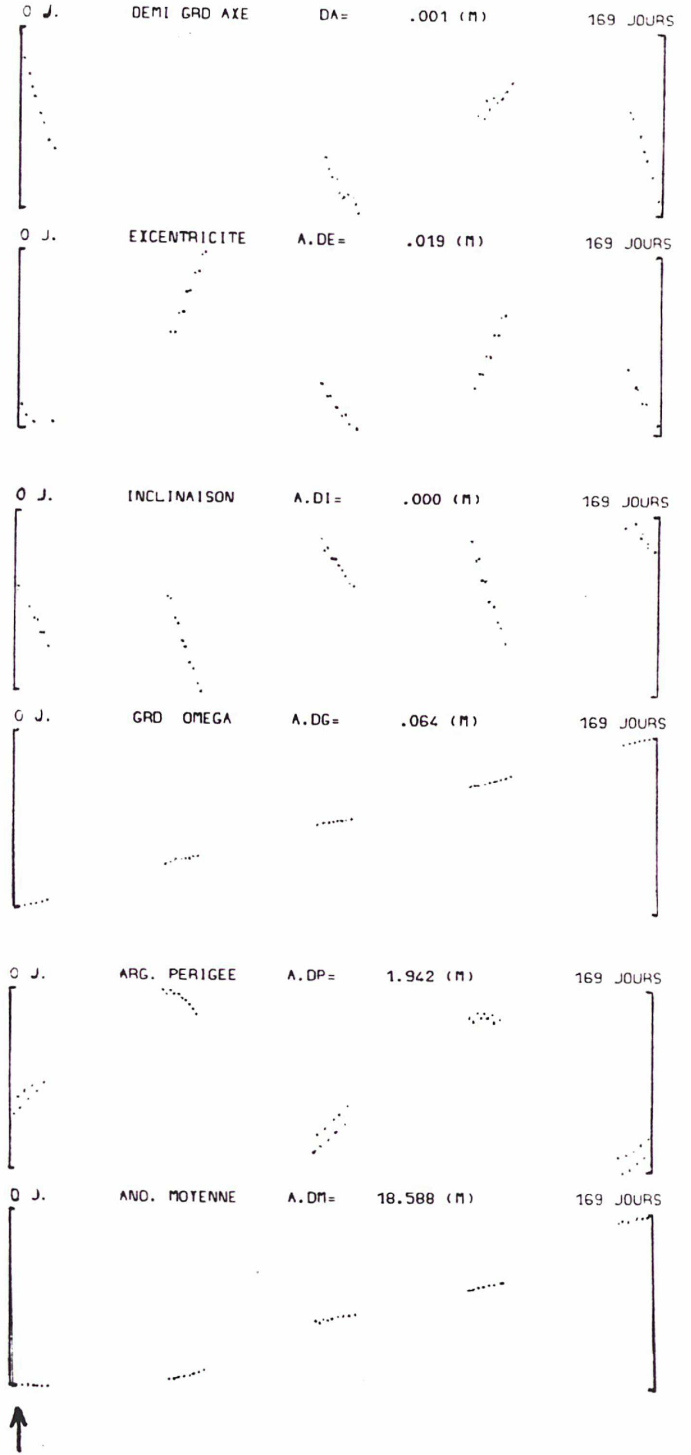 0 J. DEMI GRD AXE DA= .001 (M) 169 JOURS
0 J. EXCENTRICITE A.DE= .019 (M) 169 JOURS
0 J. INCLINAISON A.DI= .000 (M) 169 JOURS
0 J. GRD OMEGA A.DG= .064 (M) 169 JOURS
0 J. ARG. PERIGEE A.DP= 1.942 (M) 169 JOURS
0 J. ANO. MOYENNE A.DM= 18.588 (M) 169 JOURS